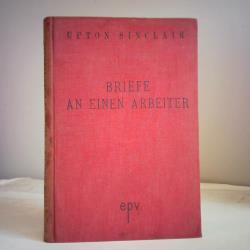 UPTON SINCLAIR
BRIEFE
AN EINEN ARBEITER
epv